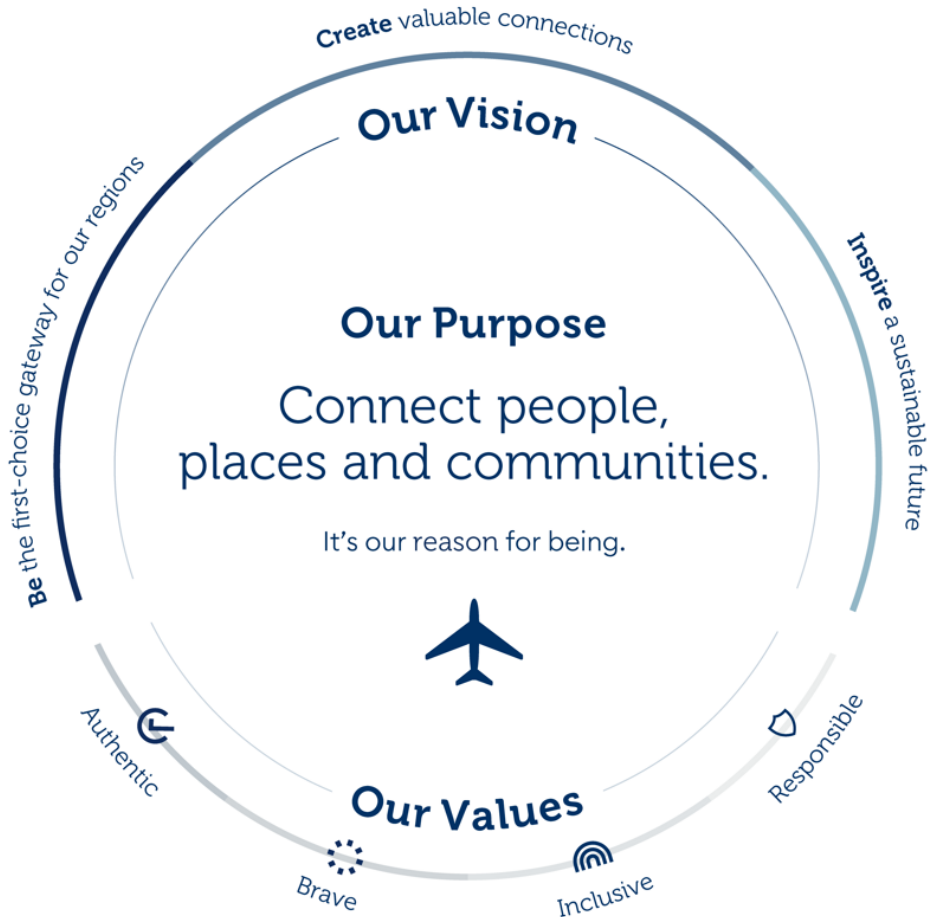 Create valuable connections
Our Vision
Be the first-choice gateway for our regions
Inspire a sustainable future
Our Purpose
Connect people,
places and communities.
It's our reason for being.
Authentic
Responsible
Our Values
Brave
Inclusive